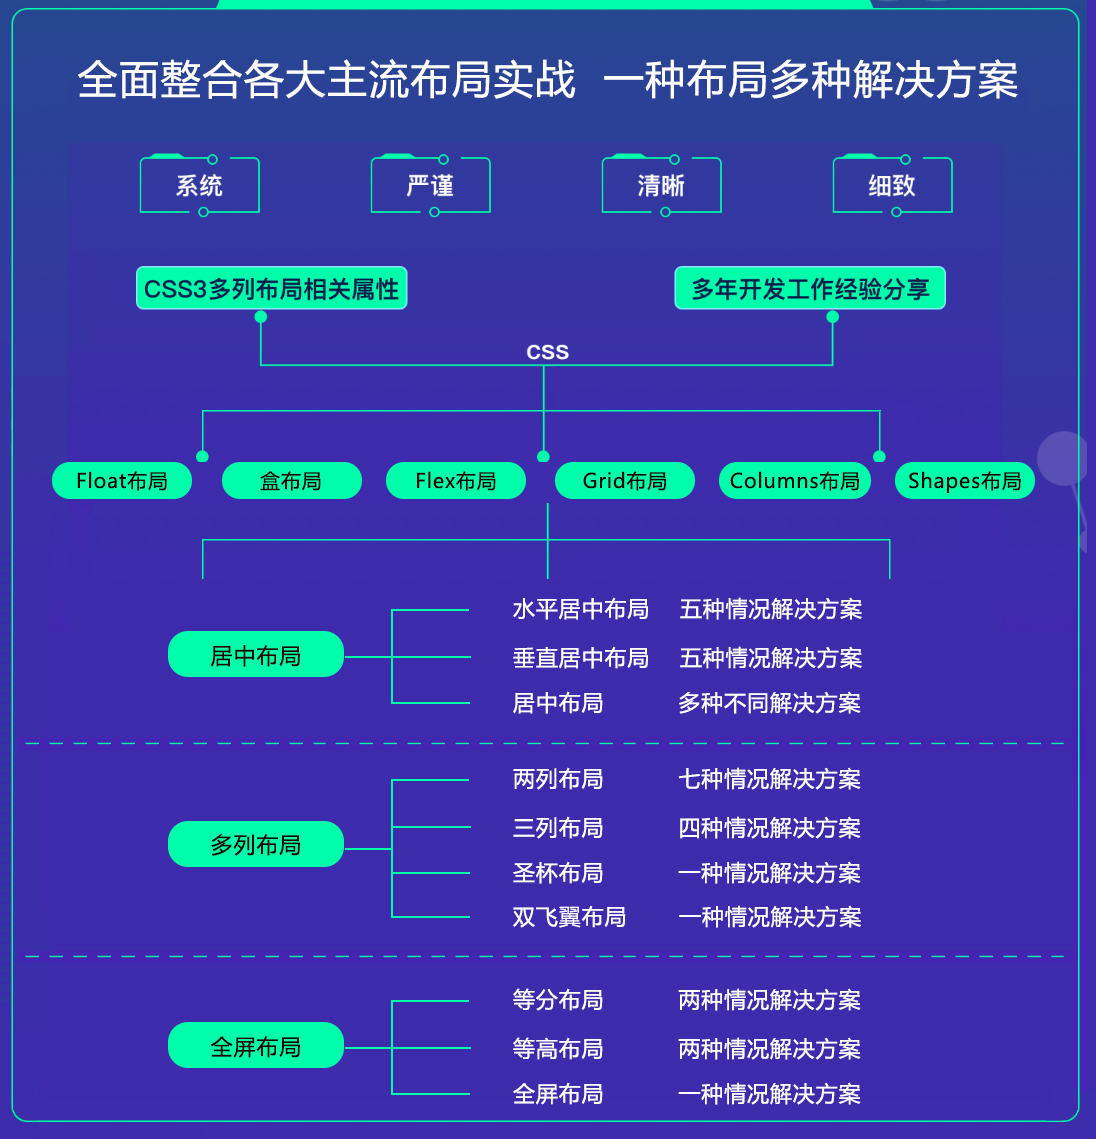 全面整合各大主流布局实战 一种布局多种解决方案
系统 严谨 清晰 细致
CSS3多列布局相关属性 多年开发工作经验分享
CSS
Float布局 盒布局 Flex布局 Grid布局 Columns布局 Shapes布局
水平居中布局 五种情况解决方案
居中布局
垂直居中布局 五种情况解决方案
居中布局 多种不同解决方案
两列布局 七种情况解决方案
三列布局 四种情况解决方案
多列布局
圣杯布局 一种情况解决方案
双飞翼布局 一种情况解决方案
等分布局 两种情况解决方案
全屏布局
等高布局 两种情况解决方案
全屏布局 一种情况解决方案